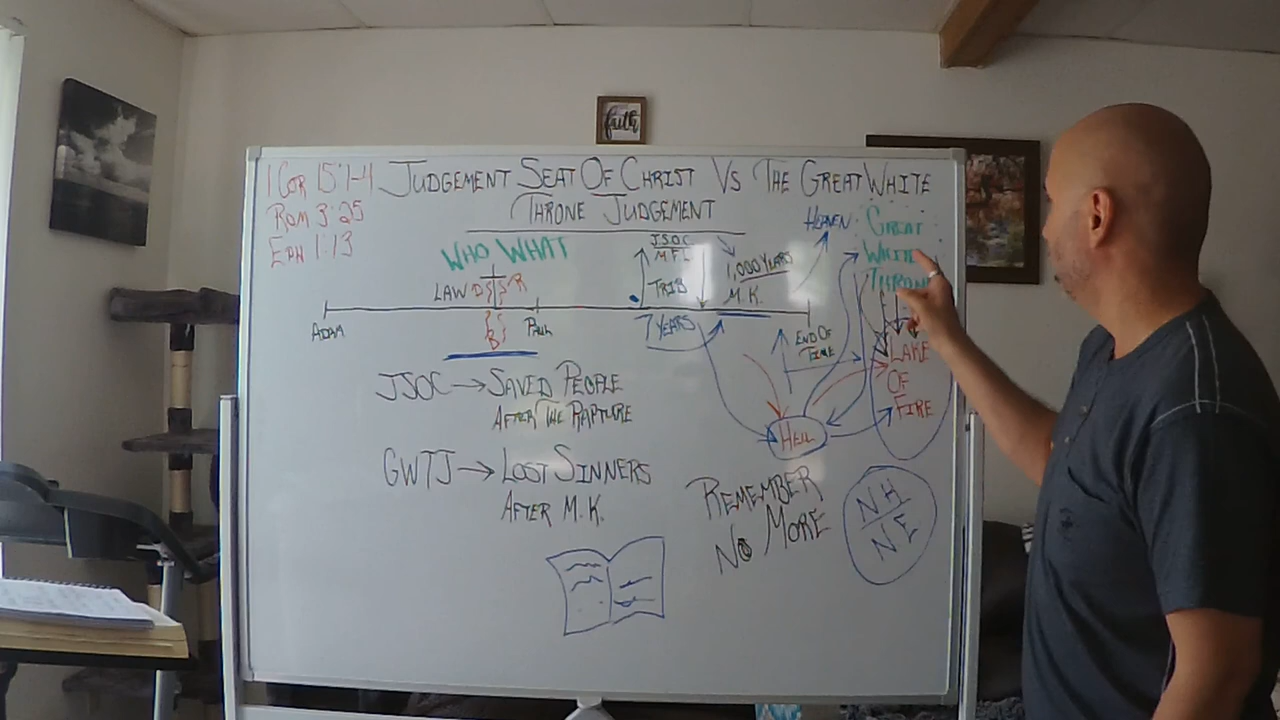 faith
1 Cor 15:1-4
Rom 3:25
Eph 1:13
Judgement Seat Of Christ Vs The Great White
Throne Judgement
Who What
Heaven
Great
White
Throne
JSOC
M.F.L
1,000 Years
M.K.
Law
Trib
Adam
B
Paul
7 Years
End Of
Time
Lake
Of
Fire
JSOC → Saved People
After The Rapture
Hell
GWTJ → Lost Sinners
After M.K.
Remember
No More
NH
NE